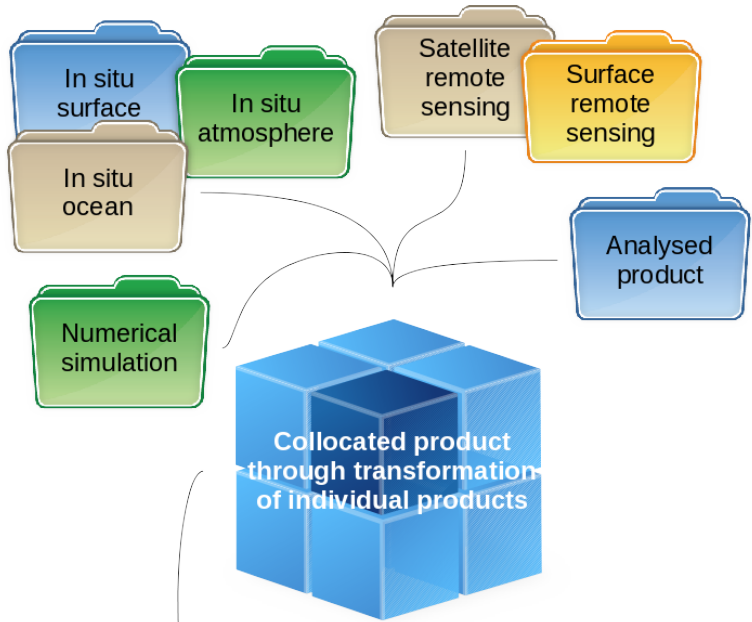 In situ
surface
In situ
atmosphere
In situ
ocean
Satellite
remote
sensing
Surface
remote
sensing
Analysed
product
Numerical
simulation
Collocated product
through transformation
of individual products